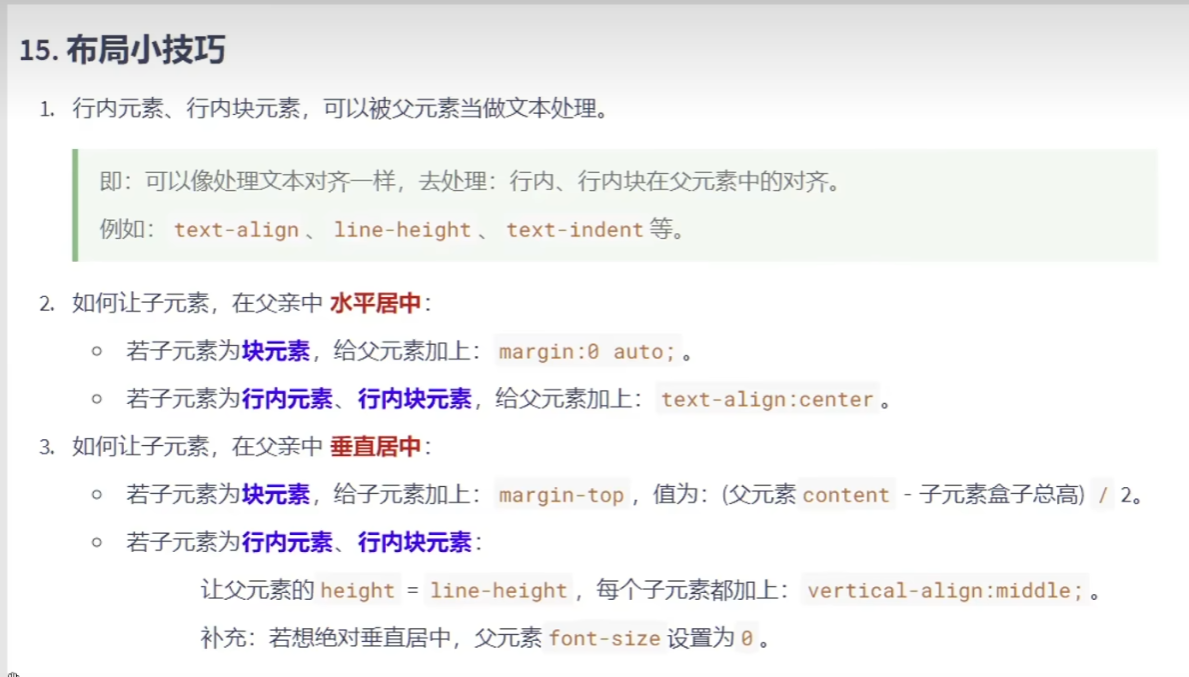 15. 布局小技巧
1. 行内元素、行内块元素，可以被父元素当做文本处理。
即：可以像处理文本对齐一样，去处理：行内、行内块在父元素中的对齐。
例如： text-align 、 line-height 、 text-indent 等。
2. 如何让子元素，在父亲中 水平居中：
○ 若子元素为块元素，给父元素加上： margin:0 auto; 。
○ 若子元素为行内元素、行内块元素，给父元素加上： text-align:center 。
3. 如何让子元素，在父亲中 垂直居中：
○ 若子元素为块元素，给子元素加上： margin-top ，值为：(父元素 content - 子元素盒子总高) / 2。
○ 若子元素为行内元素、行内块元素：
让父元素的 height = line-height ，每个子元素都加上： vertical-align:middle; 。
补充：若想绝对垂直居中，父元素 font-size 设置为 0 。